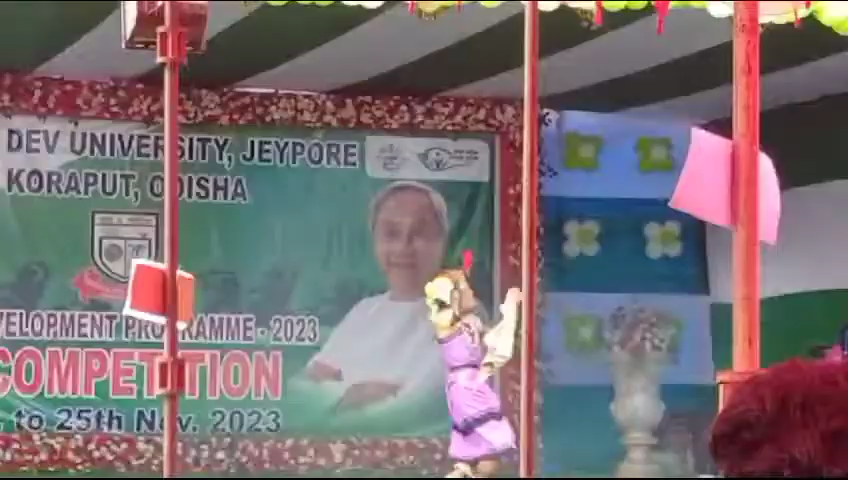 DEV UNIVERSITY, JEYPORE
KORAPUT, ODISHA
VELOPMENT PROGRAMME - 2023
COMPETITION
to 25th Nov. 2023